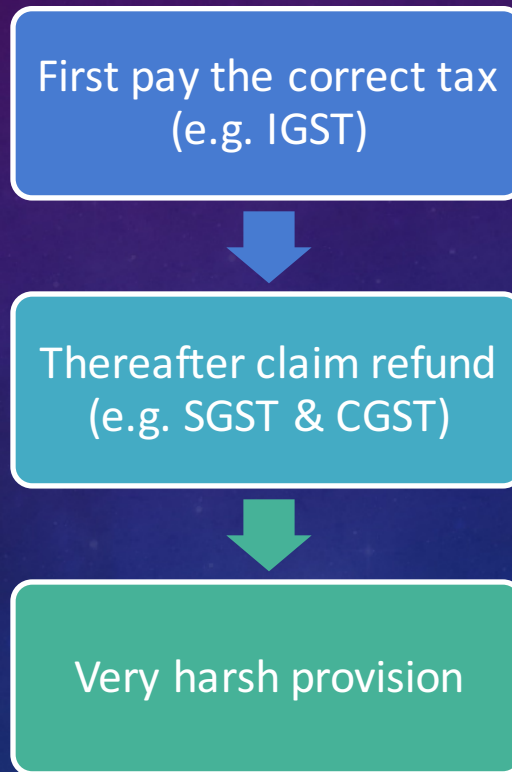 First pay the correct tax
(e.g. IGST)
Thereafter claim refund
(e.g. SGST & CGST)
Very harsh provision